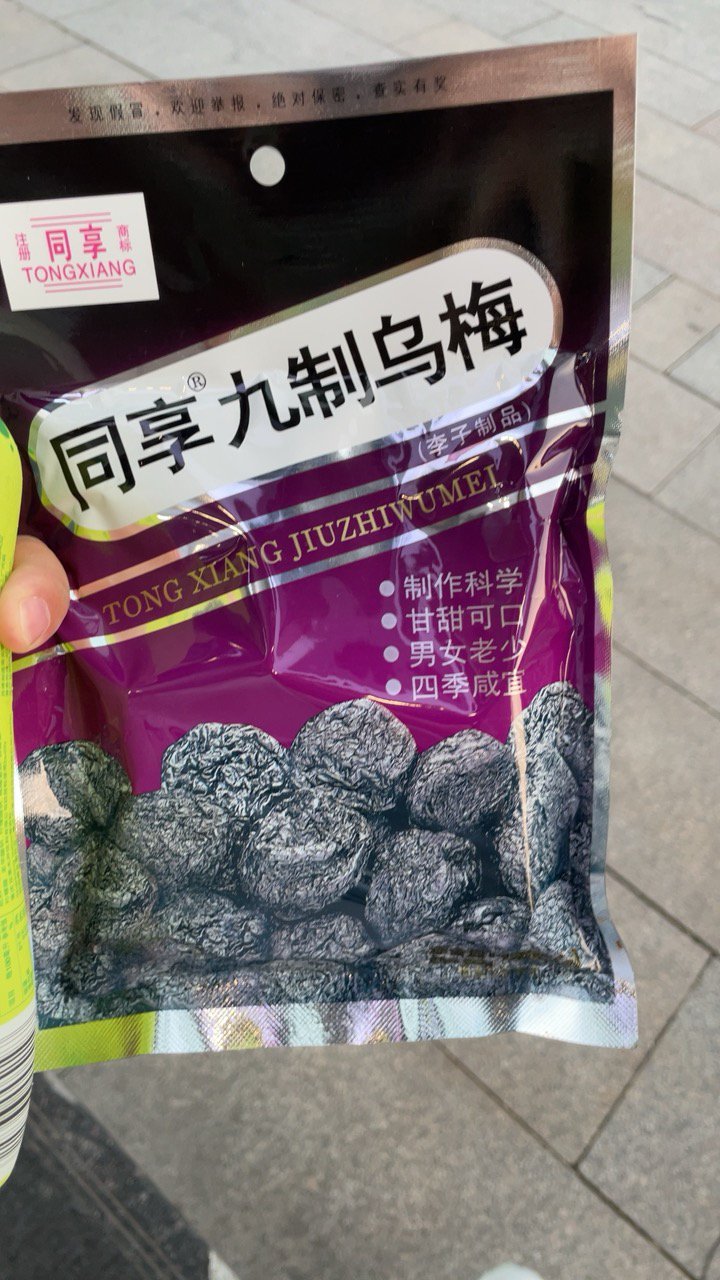 发现假冒，欢迎举报，绝对保密，查实有奖
注册 同享 商标
TONGXIANG
同享®九制乌梅
(李子制品)
TONG XIANG JIUZHIWUMEI
●制作科学
●甘甜可口
●男女老少
●四季咸宜